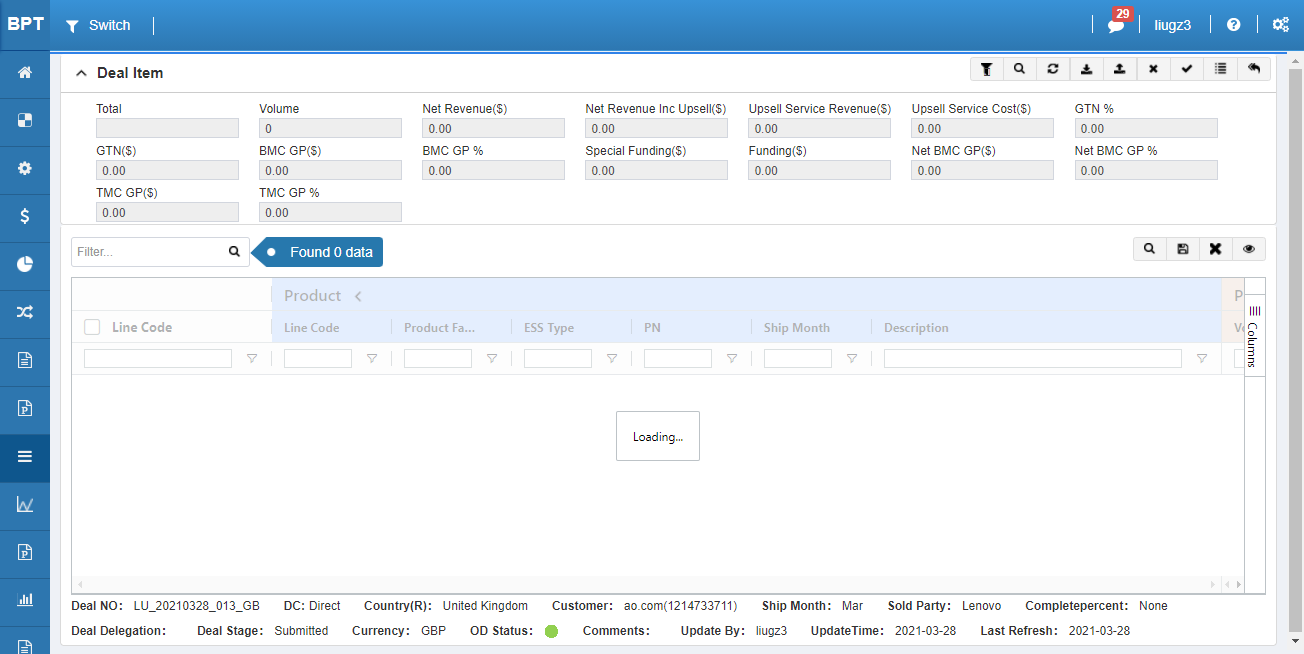 BPT Switch 29 liugz3
Deal Item
Total Volume Net Revenue($) Net Revenue Inc Upsell($) Upsell Service Revenue($) Upsell Service Cost($) GTN %
0 0.00 0.00 0.00 0.00 0.00
GTN($) BMC GP($) BMC GP % Special Funding($) Funding($) Net BMC GP($) Net BMC GP %
0.00 0.00 0.00 0.00 0.00 0.00 0.00
TMC GP($) TMC GP %
0.00 0.00
Filter... Found 0 data
Product P
Line Code Line Code Product Fa... ESS Type PN Ship Month Description Vo
Columns
Loading...
Deal NO: LU_20210328_013_GB DC: Direct Country(R): United Kingdom Customer: ao.com(1214733711) Ship Month: Mar Sold Party: Lenovo Completepercent: None
Deal Delegation: Deal Stage: Submitted Currency: GBP OD Status: Comments: Update By: liugz3 UpdateTime: 2021-03-28 Last Refresh: 2021-03-28